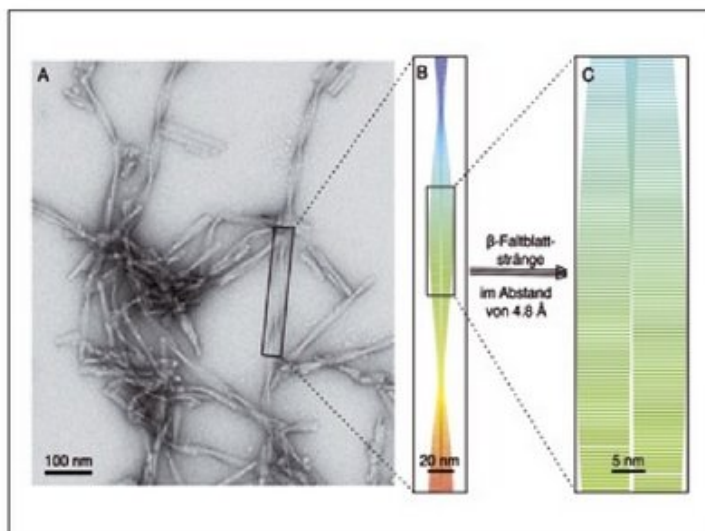 A
B
C
β-Faltblatt-
stränge
im Abstand
von 4.8 Å
100 nm
20 nm
5 nm